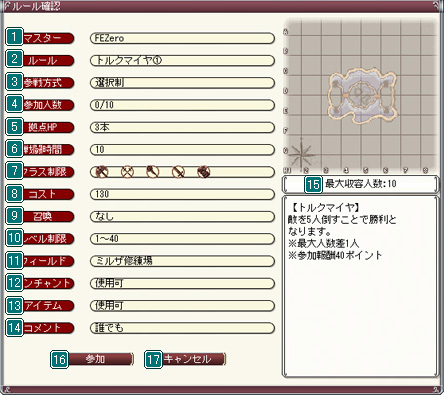 ルール確認
1 マスター FEZero
2 ルール トルクマイヤ①
3 参戦方式 選択制
4 参加人数 0/10
5 拠点HP 3本
6 時間 10
7 クラス制限
8 コスト 130
9 召喚 なし
10 レベル制限 1～40
11 フィールド ミルザ修練場
12 ンチャント 使用可
13 アイテム 使用可
14 コメント 誰でも
16 参加 17 キャンセル
15 最大収容人数:10
【トルクマイヤ】
敵を5人倒すことで勝利と
なります。
※最大人数差1人
※参加報酬40ポイント